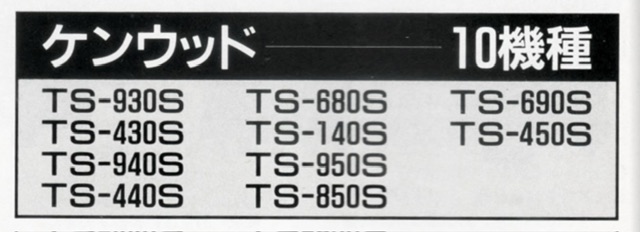 ケンウッド 10機種
TS-930S TS-680S TS-690S
TS-430S TS-140S TS-450S
TS-940S TS-950S
TS-440S TS-850S